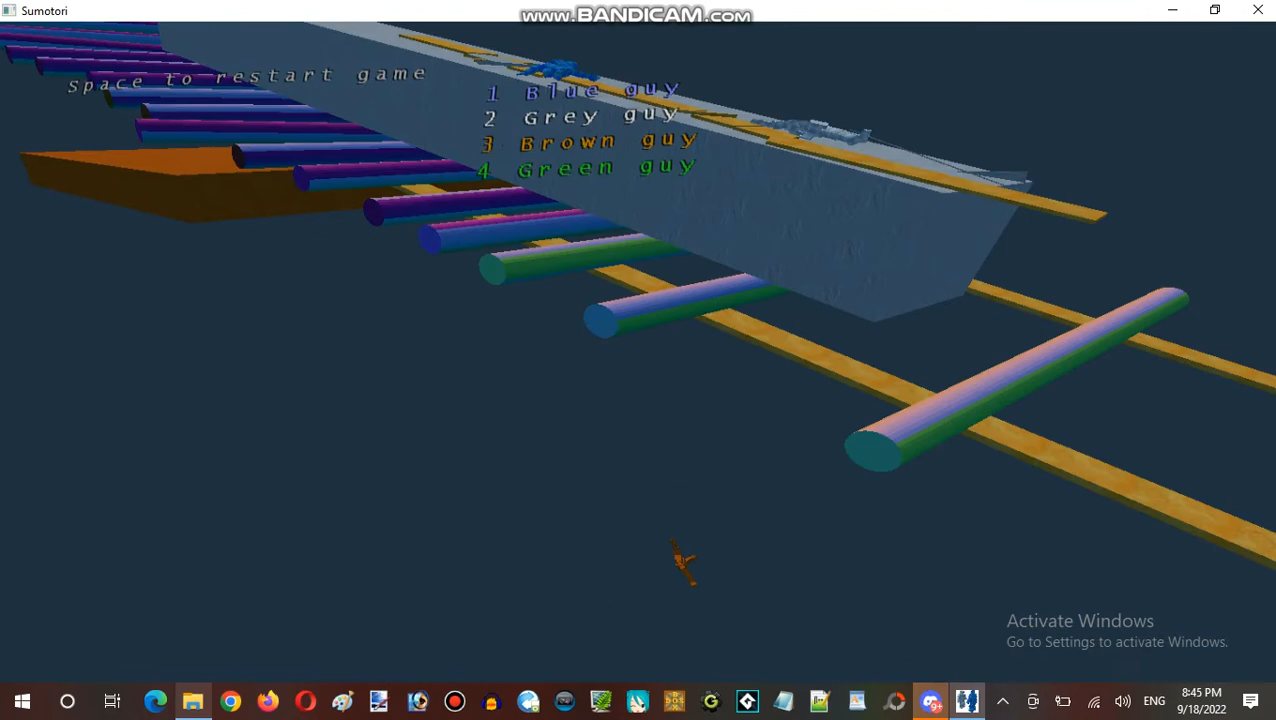 Sumotori
www.BANDICAM.com
Space to restart game
1 Blue guy
2 Grey guy
3 Brown guy
4 Green guy
Activate Windows
Go to Settings to activate Windows.
9+
ENG
8:45 PM
9/18/2022